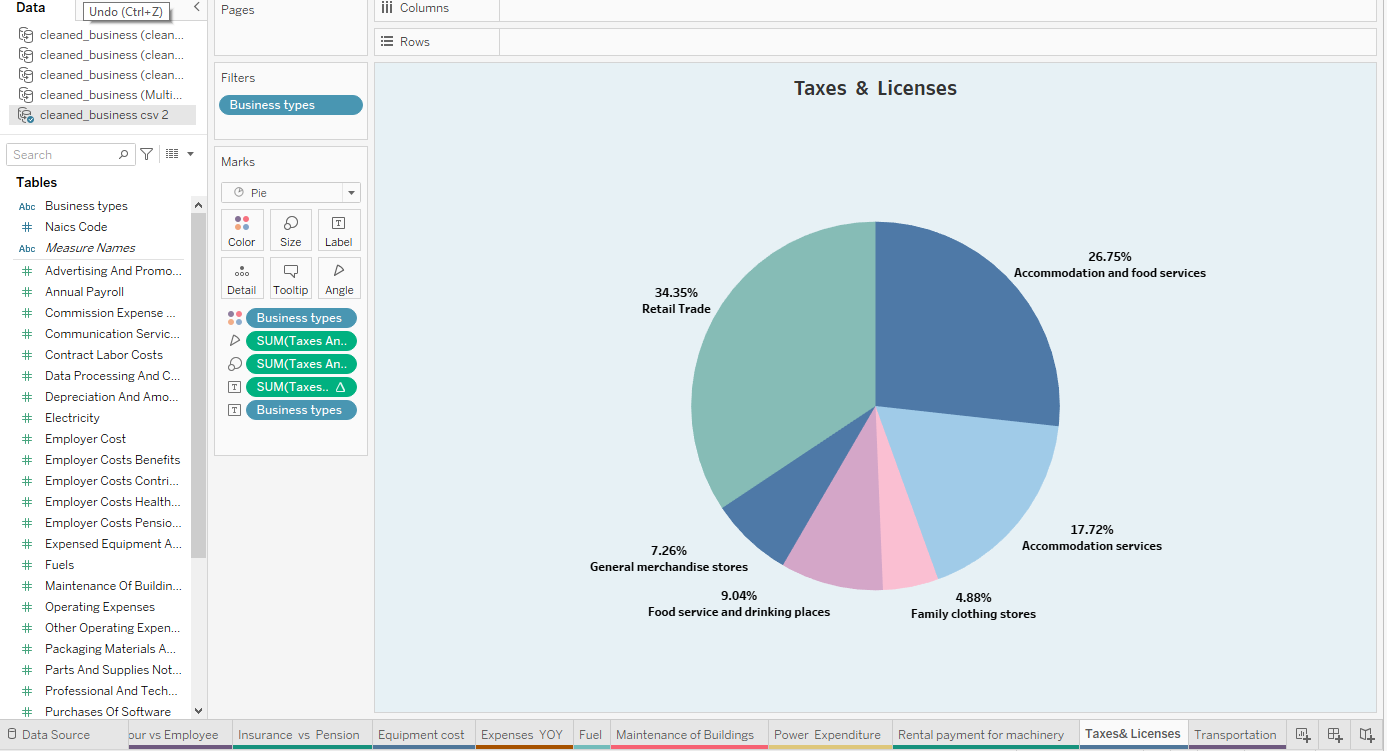 Data
Undo (Ctrl+Z)
cleaned_business (clean...
cleaned_business (clean...
cleaned_business (clean...
cleaned_business (Multi...
cleaned_business csv 2
Search
Tables
Abc Business types
# Naics Code
Abc Measure Names
# Advertising And Promo...
# Annual Payroll
# Commission Expense ...
# Communication Servic...
# Contract Labor Costs
# Data Processing And C...
# Depreciation And Amo...
# Electricity
# Employer Cost
# Employer Costs Benefits
# Employer Costs Contri...
# Employer Costs Health...
# Employer Costs Pensio...
# Expensed Equipment A...
# Fuels
# Maintenance Of Buildin...
# Operating Expenses
# Other Operating Expen...
# Packaging Materials A...
# Parts And Supplies Not...
# Professional And Tech...
# Purchases Of Software
Pages
Filters
Business types
Marks
Pie
Color Size Label
Detail Tooltip Angle
Business types
SUM(Taxes An..
SUM(Taxes An..
SUM(Taxes.. Δ
Business types
Columns
Rows
Taxes & Licenses
26.75%
Accommodation and food services
34.35%
Retail Trade
17.72%
Accommodation services
7.26%
General merchandise stores
9.04%
Food service and drinking places
4.88%
Family clothing stores
Data Source our vs Employee Insurance vs Pension Equipment cost Expenses YOY Fuel Maintenance of Buildings Power Expenditure Rental payment for machinery Taxes& Licenses Transportation